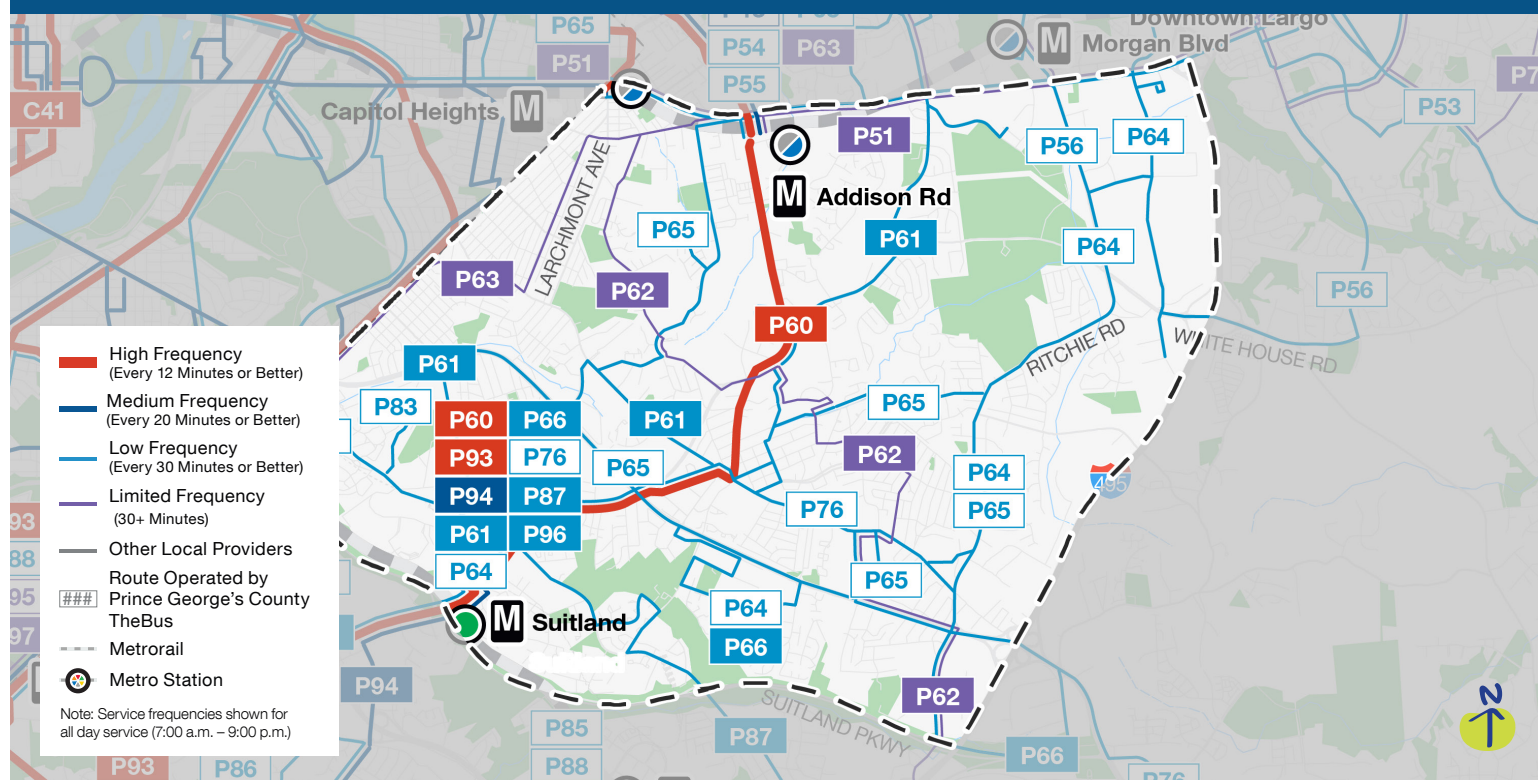 Downtown Largo
Morgan Blvd
P65
P54
P63
P51
P55
P53
C41
Capitol Heights
M
M
P51
P56
P64
LARCHMONT AVE
M
Addison Rd
P65
P61
P64
P63
P62
P56
P60
RITCHIE RD
WHITE HOUSE RD
P61
P83
P65
P60
P66
P61
P93
P76
P65
P62
P64
P94
P87
495
P76
P65
P61
P96
P64
P65
P64
P66
M
Suitland
P94
P62
SUITLAND PKWY
P85
P87
P66
P88
P93
P86
P76
93
88
95
97
High Frequency
(Every 12 Minutes or Better)
Medium Frequency
(Every 20 Minutes or Better)
Low Frequency
(Every 30 Minutes or Better)
Limited Frequency
(30+ Minutes)
Other Local Providers
###
Route Operated by
Prince George's County
TheBus
Metrorail
Metro Station
Note: Service frequencies shown for
all day service (7:00 a.m. – 9:00 p.m.)
N